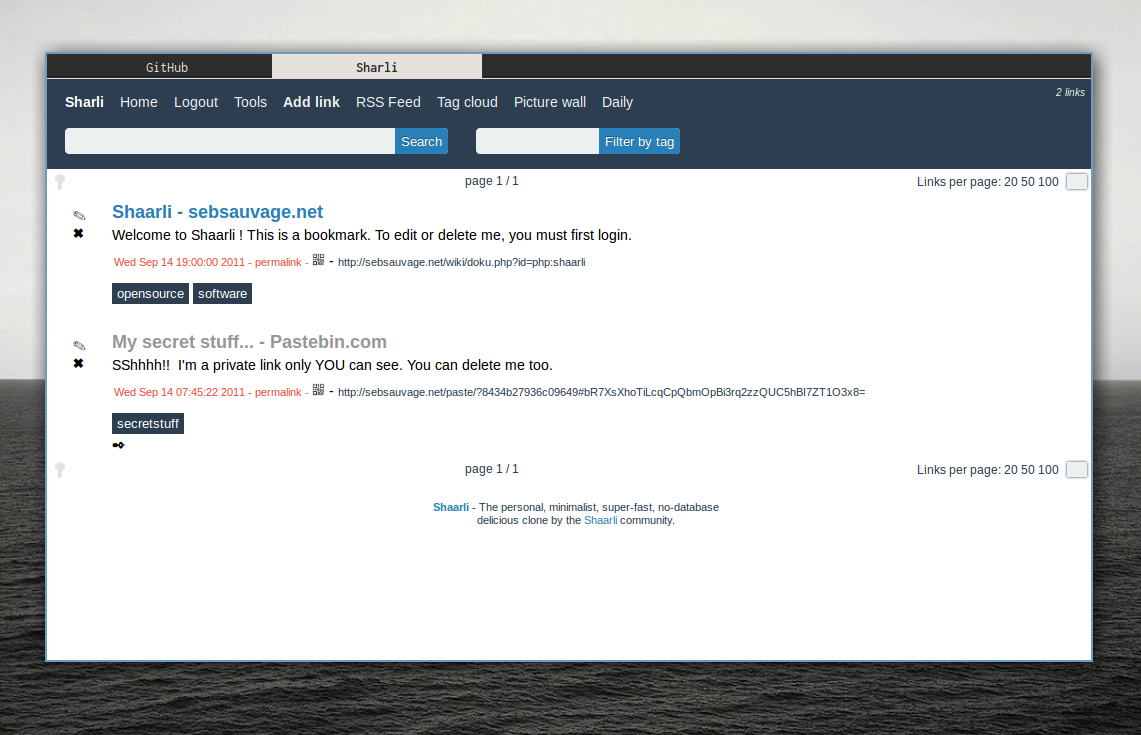 GitHub Sharli
Sharli Home Logout Tools Add link RSS Feed Tag cloud Picture wall Daily 2 links
Search Filter by tag
page 1 / 1 Links per page: 20 50 100
Shaarli - sebsauvage.net
Welcome to Shaarli ! This is a bookmark. To edit or delete me, you must first login.
Wed Sep 14 19:00:00 2011 - permalink - - http://sebsauvage.net/wiki/doku.php?id=php:shaarli
opensource software
My secret stuff... - Pastebin.com
SShhhh!! I'm a private link only YOU can see. You can delete me too.
Wed Sep 14 07:45:22 2011 - permalink - - http://sebsauvage.net/paste/?8434b27936c09649#bR7XsXhoTiLcqCpQbmOpBi3rq2zzQUC5hBl7ZT1O3x8=
secretstuff
page 1 / 1 Links per page: 20 50 100
Shaarli - The personal, minimalist, super-fast, no-database
delicious clone by the Shaarli community.